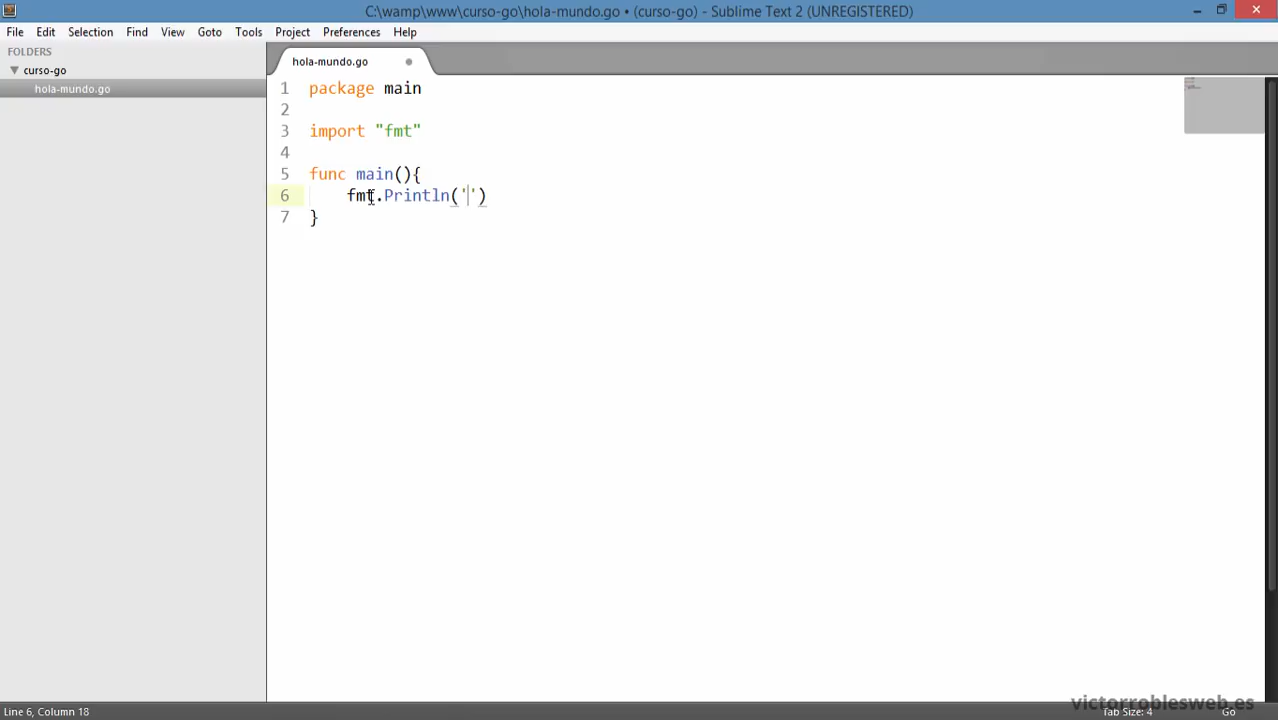 C:\wamp\www\curso-go\hola-mundo.go • (curso-go) - Sublime Text 2 (UNREGISTERED)
File Edit Selection Find View Goto Tools Project Preferences Help
FOLDERS
curso-go
hola-mundo.go
hola-mundo.go
1 package main
2
3 import "fmt"
4
5 func main(){
6 fmt.Println('')
7 }
victorroblesweb.es
Line 6, Column 18
Tab Size: 4
Go